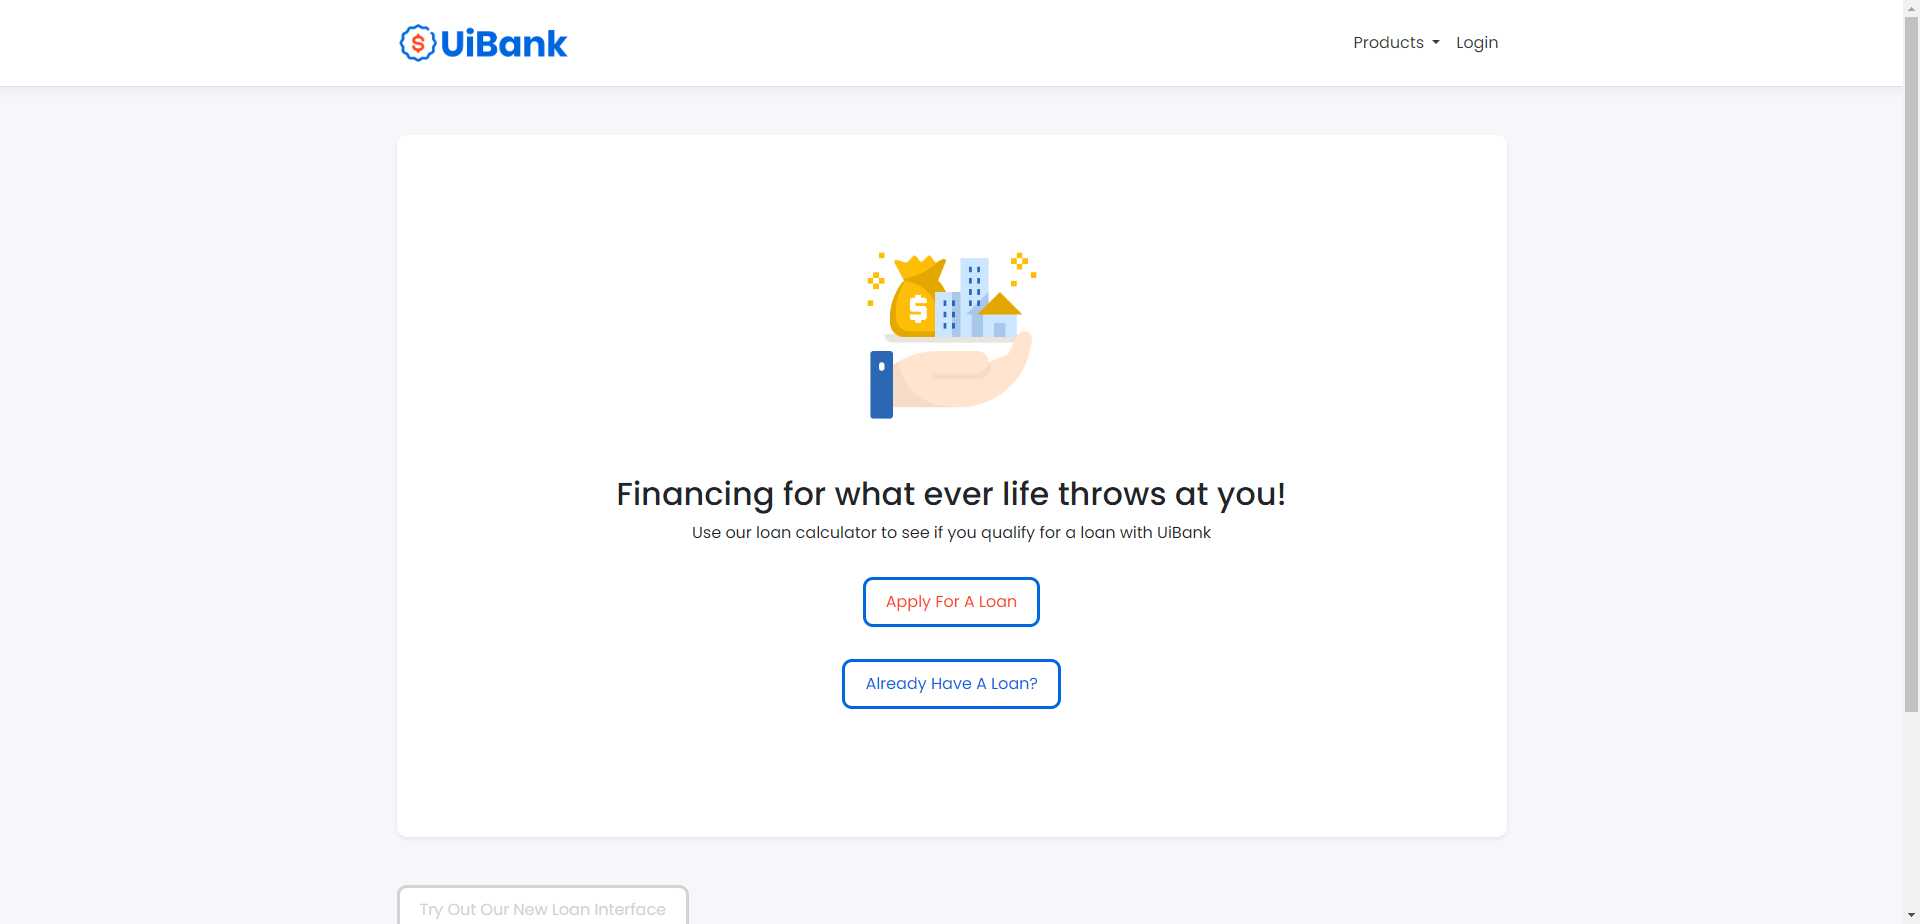 UiBank
Products Login
Financing for what ever life throws at you!
Use our loan calculator to see if you qualify for a loan with UiBank
Apply For A Loan
Already Have A Loan?
Try Out Our New Loan Interface